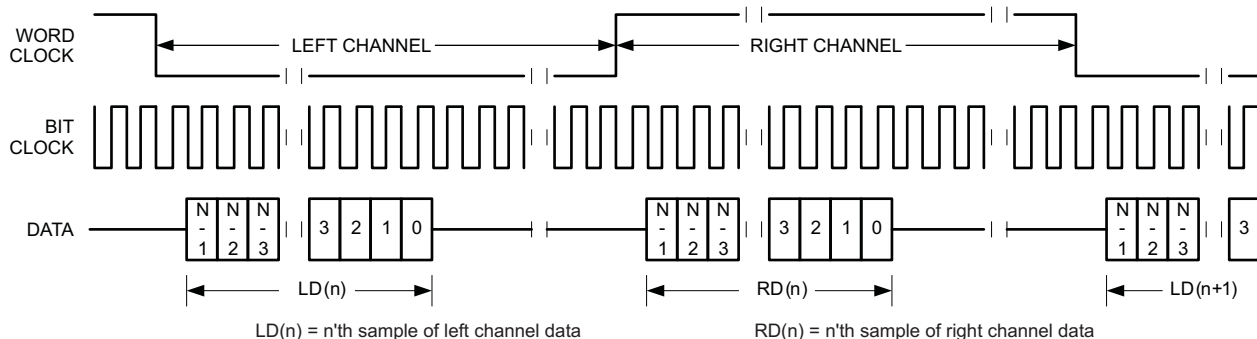 WORD
CLOCK
LEFT CHANNEL
RIGHT CHANNEL
BIT
CLOCK
DATA
N
-
1
N
-
2
N
-
3
3
2
1
0
N
-
1
N
-
2
N
-
3
3
2
1
0
N
-
1
N
-
2
N
-
3
3
LD(n)
RD(n)
LD(n+1)
LD(n) = n'th sample of left channel data
RD(n) = n'th sample of right channel data